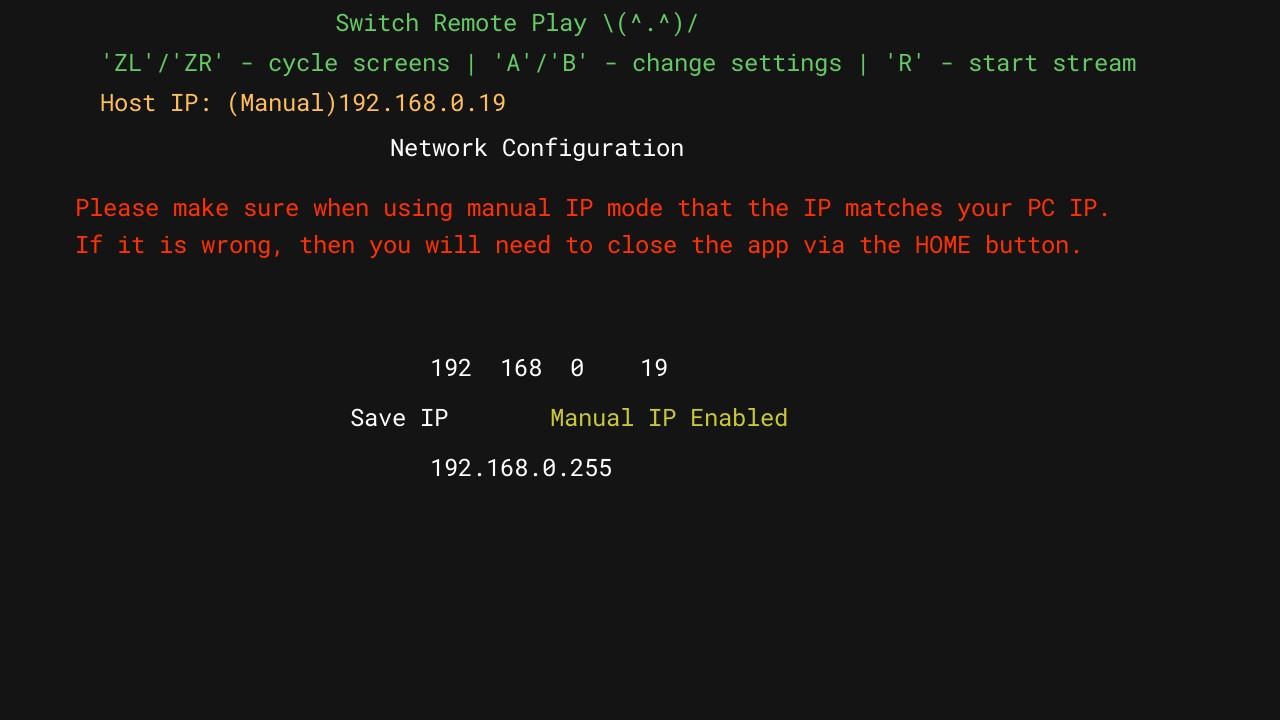 Switch Remote Play \(^.^)/
'ZL'/'ZR' - cycle screens | 'A'/'B' - change settings | 'R' - start stream
Host IP: (Manual)192.168.0.19
Network Configuration
Please make sure when using manual IP mode that the IP matches your PC IP.
If it is wrong, then you will need to close the app via the HOME button.
192 168 0 19
Save IP Manual IP Enabled
192.168.0.255